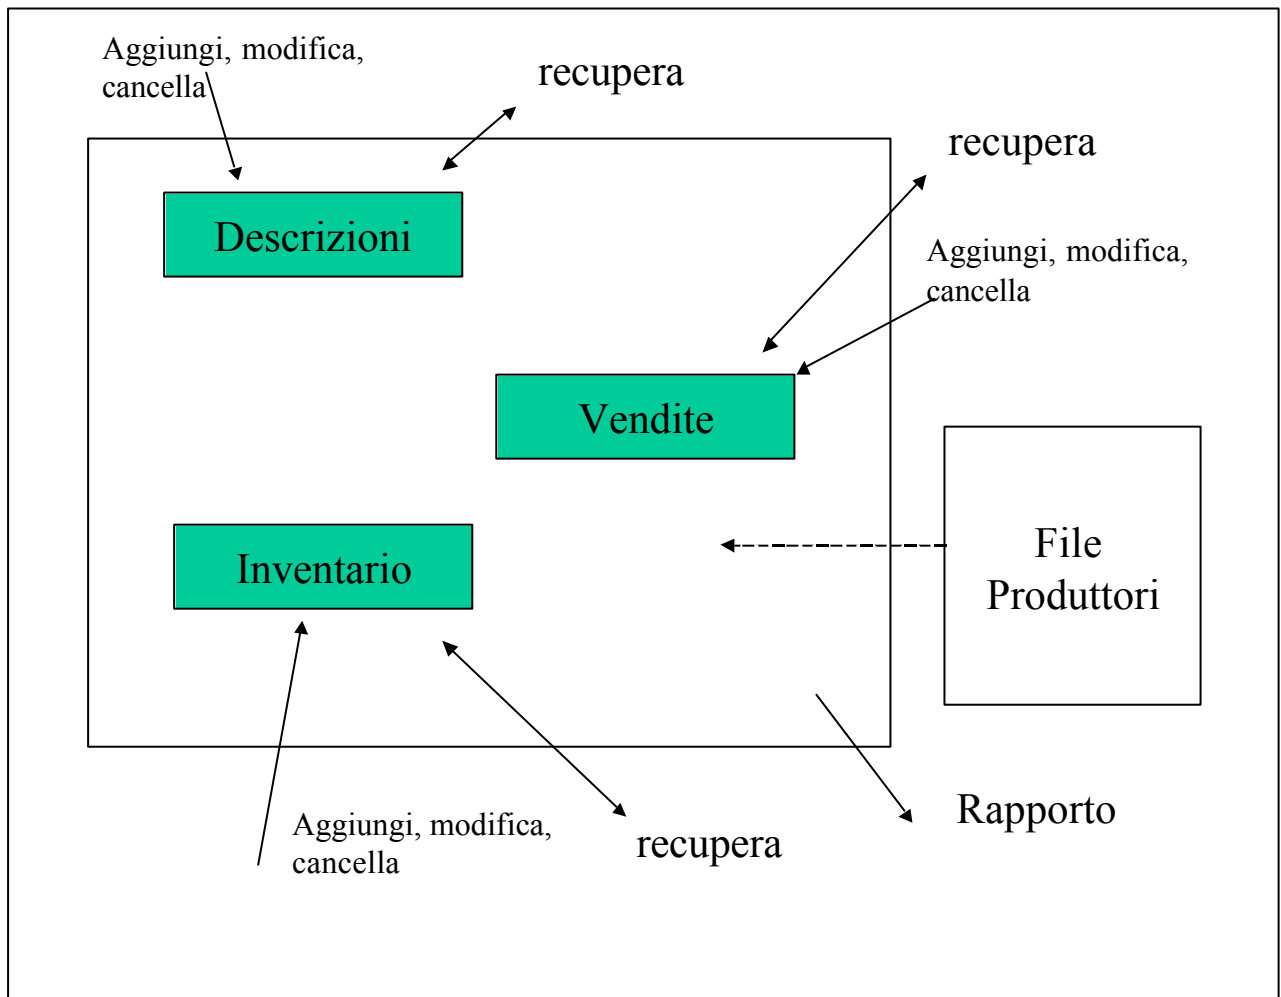 Aggiungi, modifica,
cancella
recupera
recupera
Descrizioni
Aggiungi, modifica,
cancella
Vendite
File
Produttori
Inventario
Rapporto
Aggiungi, modifica,
cancella
recupera